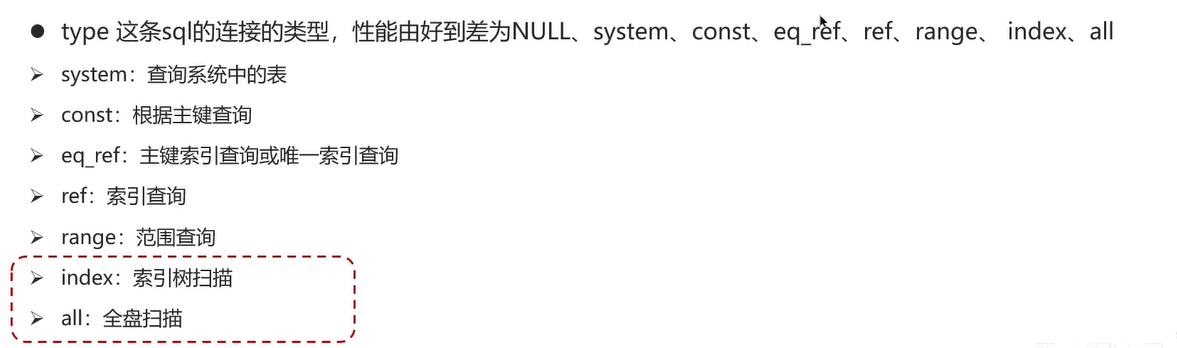 ● type 这条sql的连接的类型，性能由好到差为NULL、system、const、eq_ref、ref、range、 index、all
➢ system：查询系统中的表
➢ const：根据主键查询
➢ eq_ref：主键索引查询或唯一索引查询
➢ ref：索引查询
➢ range：范围查询
➢ index：索引树扫描
➢ all：全盘扫描